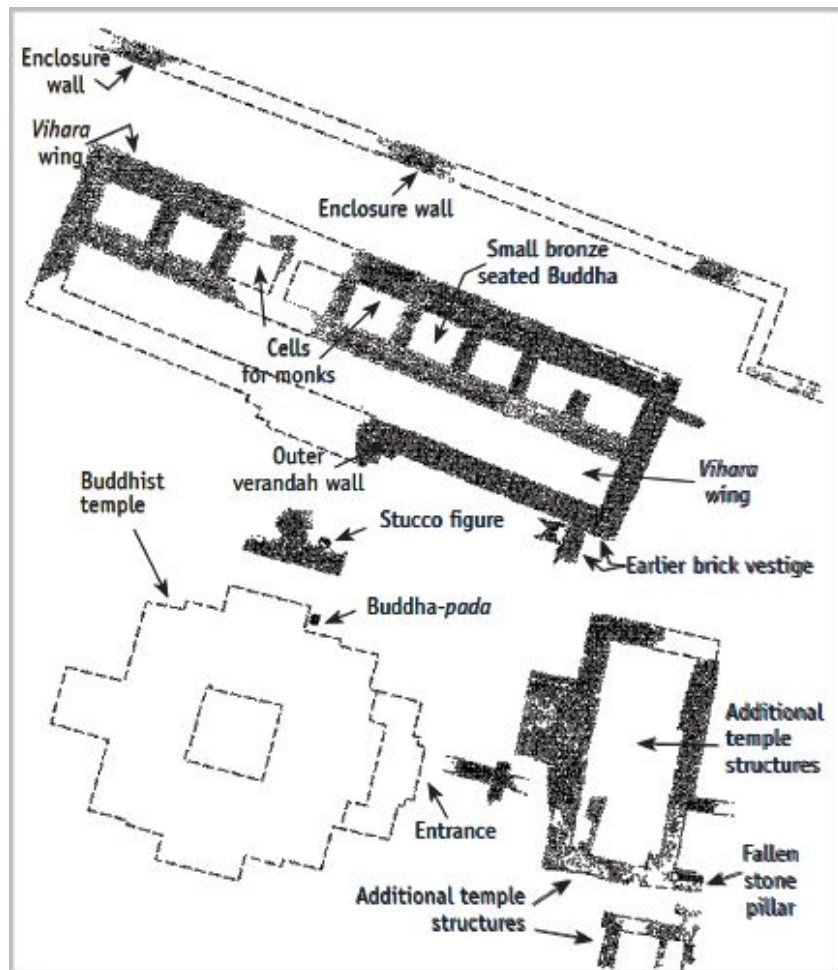 Enclosure
wall
Vihara
wing
Enclosure wall
Small bronze
seated Buddha
Cells
for monks
Outer
verandah wall
Vihara
wing
Buddhist
temple
Stucco figure
Earlier brick vestige
Buddha-pada
Additional
temple
structures
Entrance
Fallen
stone
pillar
Additional temple
structures